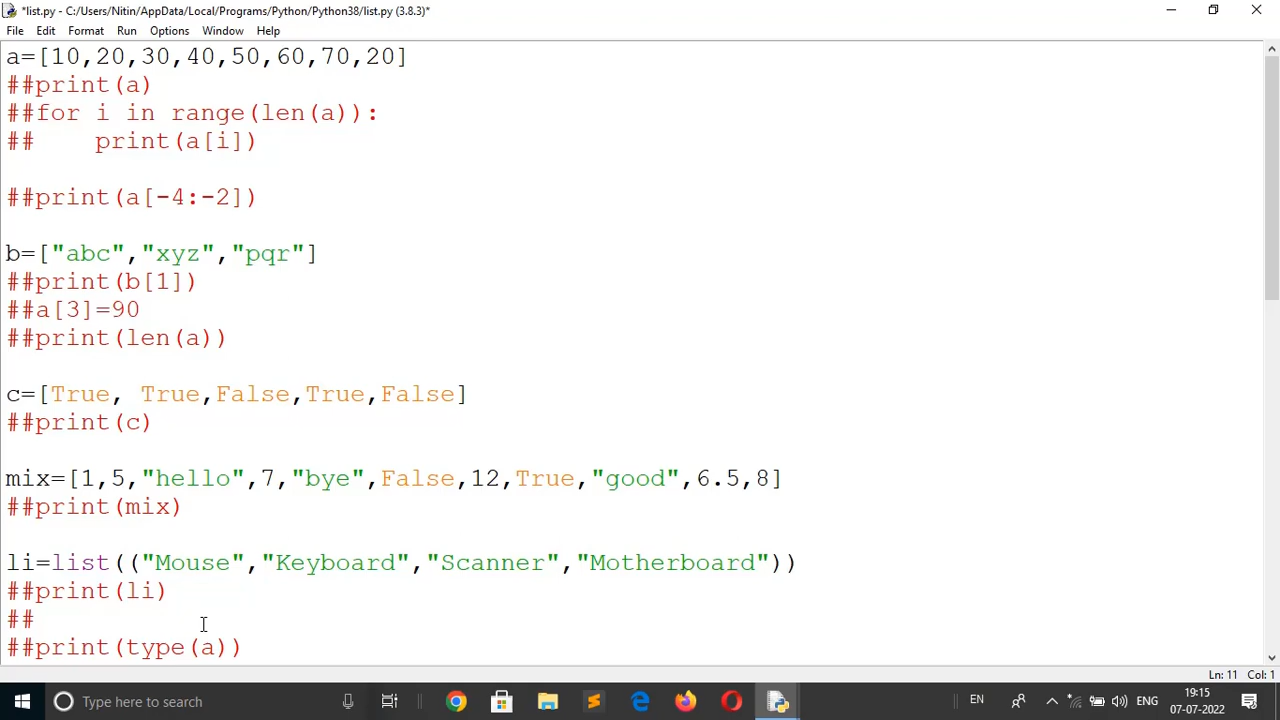 *list.py - C:/Users/Nitin/AppData/Local/Programs/Python/Python38/list.py (3.8.3)*
File Edit Format Run Options Window Help
a=[10,20,30,40,50,60,70,20]
##print(a)
##for i in range(len(a)):
##    print(a[i])
##print(a[-4:-2])
b=["abc","xyz","pqr"]
##print(b[1])
##a[3]=90
##print(len(a))
c=[True, True,False,True,False]
##print(c)
mix=[1,5,"hello",7,"bye",False,12,True,"good",6.5,8]
##print(mix)
li=list(("Mouse","Keyboard","Scanner","Motherboard"))
##print(li)
##
##print(type(a))
Ln: 11 Col: 1
Type here to search
EN
ENG
19:15
07-07-2022